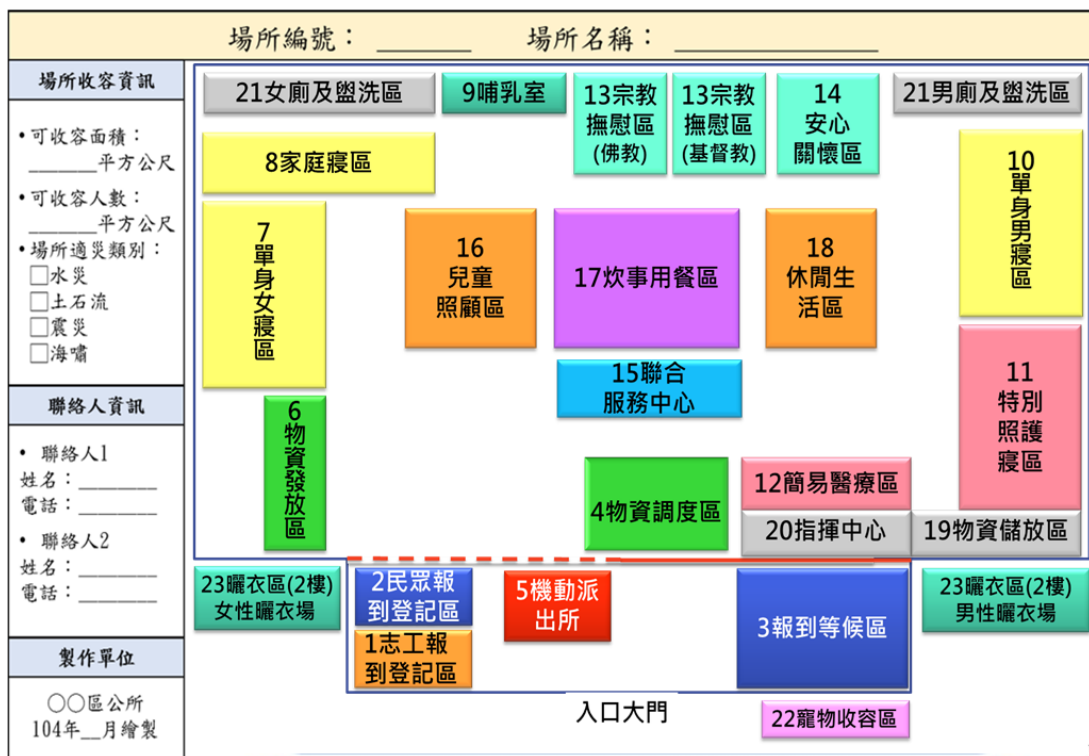 場所編號： ______ 場所名稱： ____________
場所收容資訊
•可收容面積：
______平方公尺
•可收容人數：
____平方公尺
•場所適災類別：
□水災
□土石流
□震災
□海嘯
聯絡人資訊
• 聯絡人1
姓名：_______
電話：_______
• 聯絡人2
姓名：_______
電話：_______
製作單位
○○區公所
104年__月繪製
21女廁及盥洗區
9哺乳室
13宗教
撫慰區
(佛教)
13宗教
撫慰區
(基督教)
14
安心
關懷區
21男廁及盥洗區
8家庭寢區
10
單身男寢區
7
單身女寢區
16
兒童
照顧區
17炊事用餐區
18
休閒生
活區
15聯合
服務中心
11
特別
照護
寢區
6
物資發放區
4物資調度區
12簡易醫療區
20指揮中心
19物資儲放區
23曬衣區(2樓)
女性曬衣場
2民眾報
到登記區
1志工報
到登記區
5機動派
出所
3報到等候區
23曬衣區(2樓)
男性曬衣場
入口大門
22寵物收容區